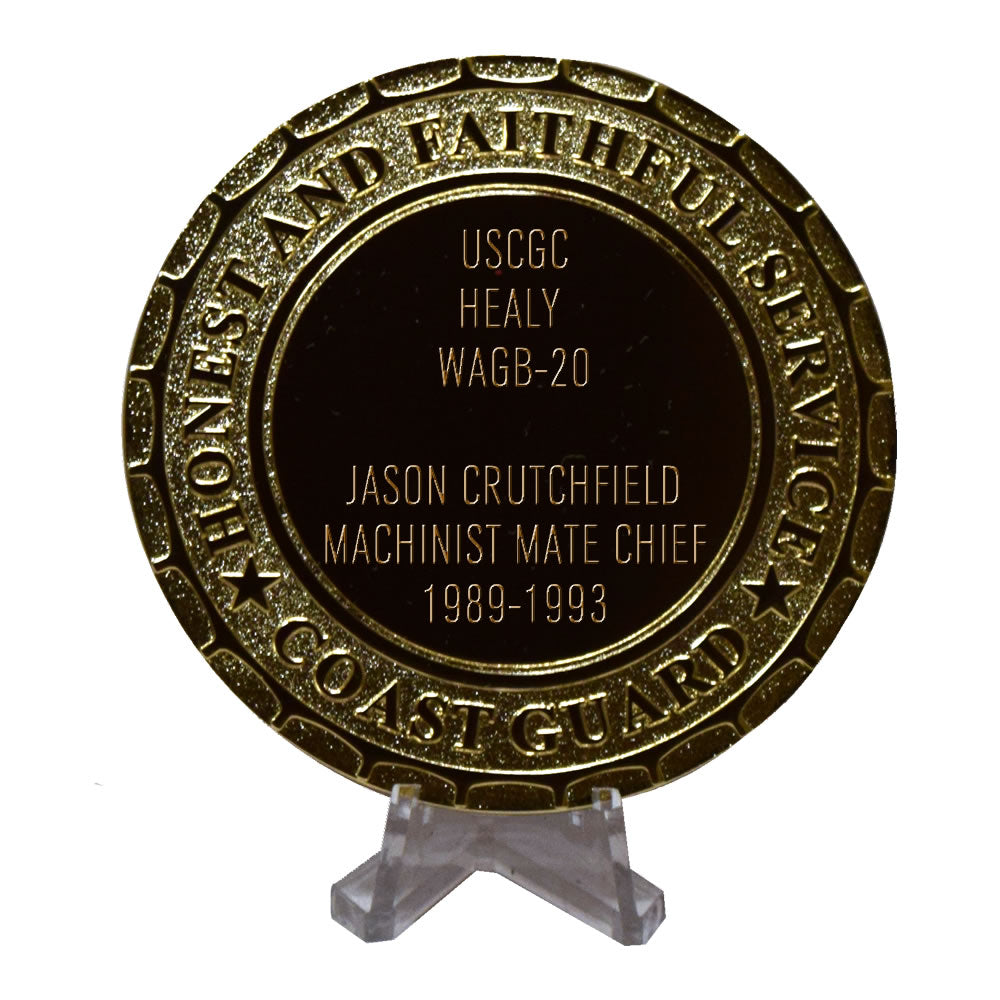 HONEST AND FAITHFUL SERVICE
USCGC
HEALY
WAGB-20
JASON CRUTCHFIELD
MACHINIST MATE CHIEF
1989-1993
COAST GUARD